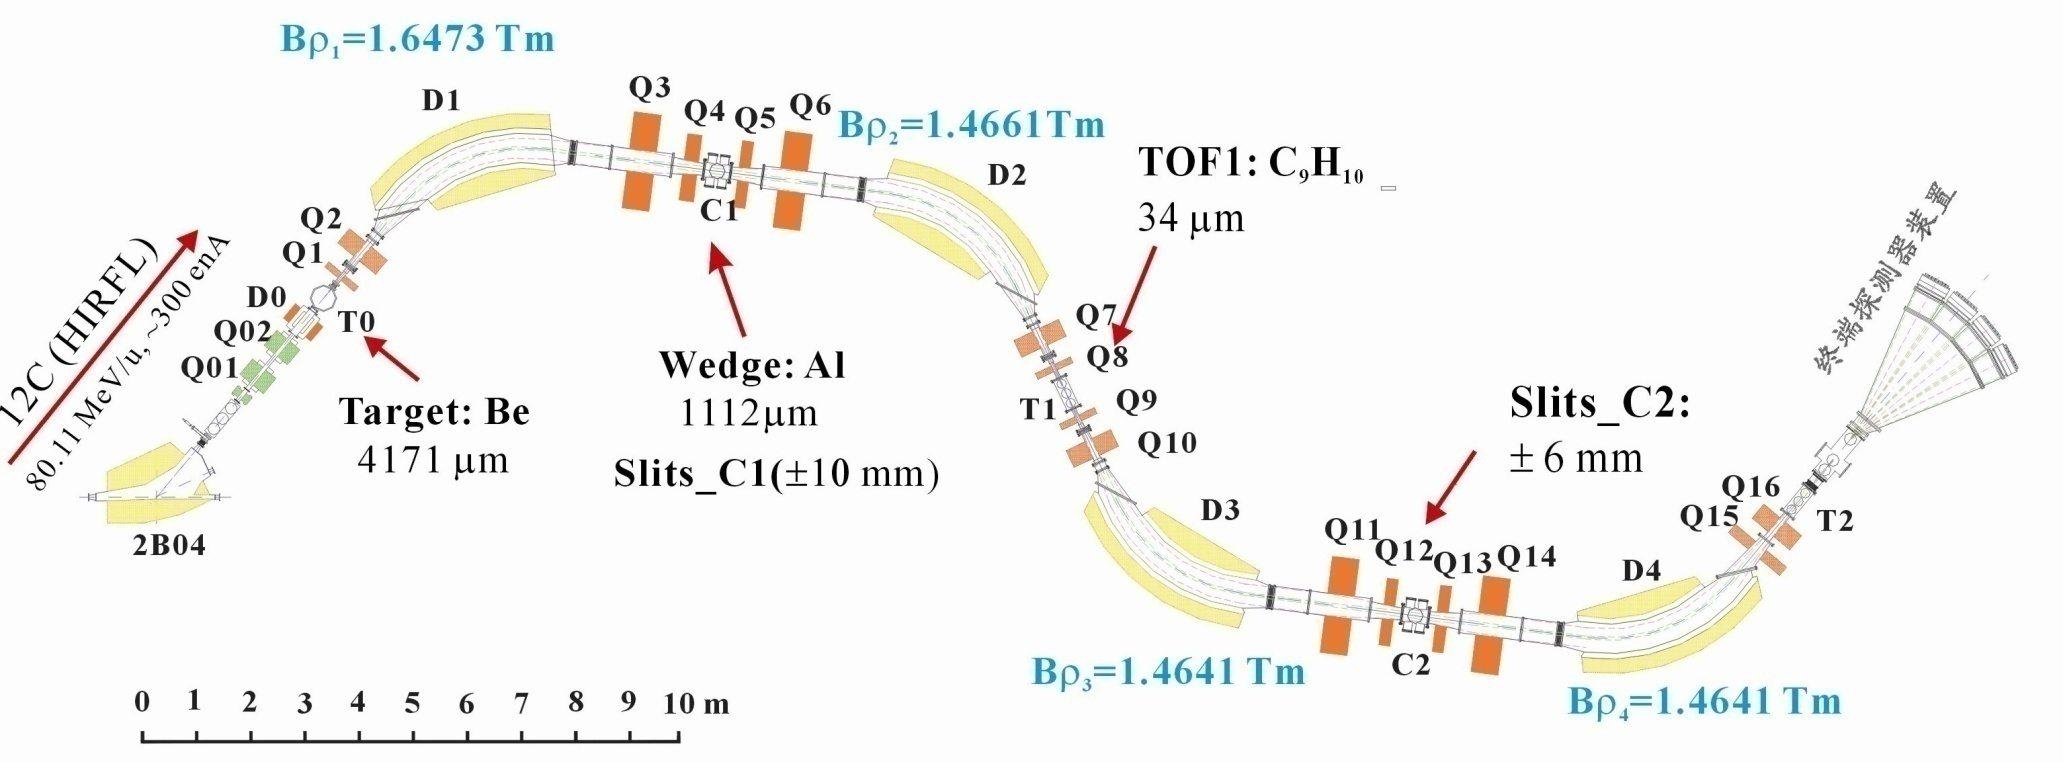 Bρ₁=1.6473 Tm
D1
Q3
Q4
Q5
Q6
Bρ₂=1.4661Tm
D2
TOF1: C₉H₁₀
34 μm
C1
Q2
Q1
D0
T0
Q02
Q01
12C (HIRFL)
80.11 MeV/u, ~300 enA
2B04
Target: Be
4171 μm
Wedge: Al
1112μm
Slits_C1(±10 mm)
Q7
Q8
T1
Q9
Q10
D3
Slits_C2:
± 6 mm
Q11
Q12
Q13
Q14
C2
D4
Q15
Q16
T2
终端探测器装置
Bρ₃=1.4641 Tm
Bρ₄=1.4641 Tm
0 1 2 3 4 5 6 7 8 9 10 m